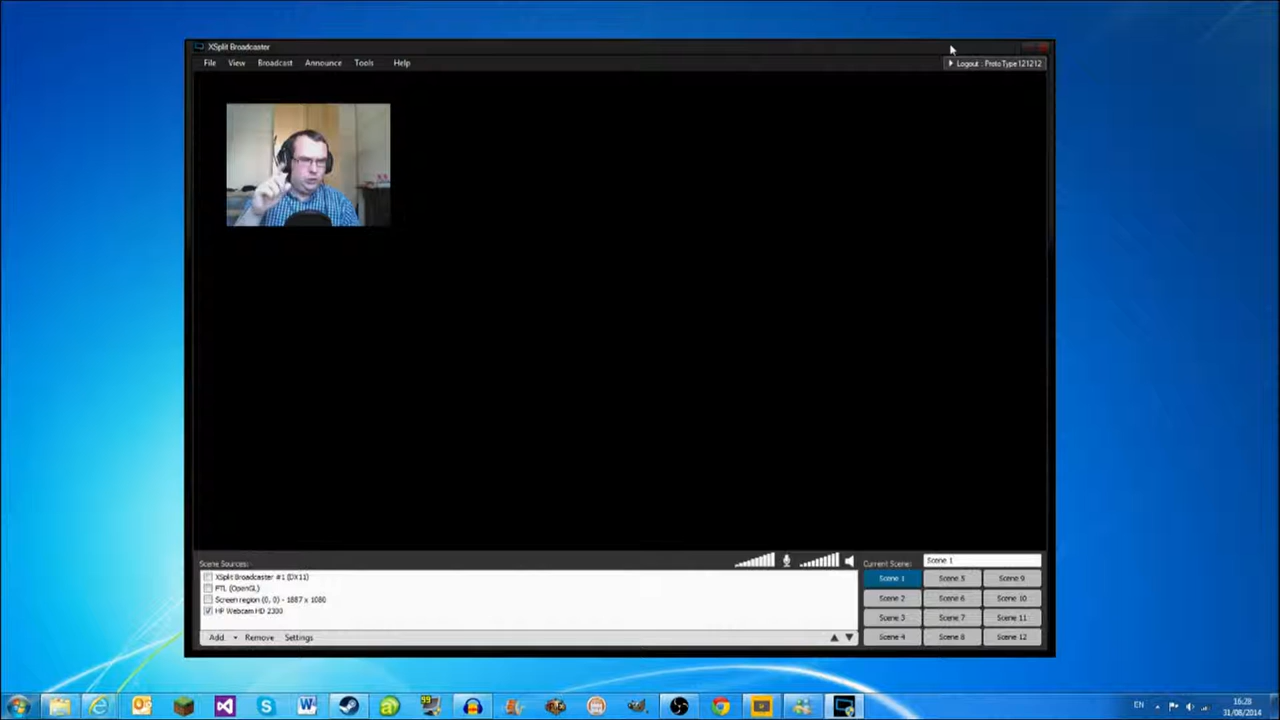 XSplit Broadcaster
File View Broadcast Announce Tools Help
Logout : ProtoType121212
Scene Sources:
XSplit Broadcaster #1 (DX11)
FTL (OpenGL)
Screen region (0, 0) - 1887 x 1080
HP Webcam HD 2300
Add Remove Settings
Current Scene: Scene 1
Scene 1 Scene 5 Scene 9
Scene 2 Scene 6 Scene 10
Scene 3 Scene 7 Scene 11
Scene 4 Scene 8 Scene 12
99
EN
16:28
31/08/2014